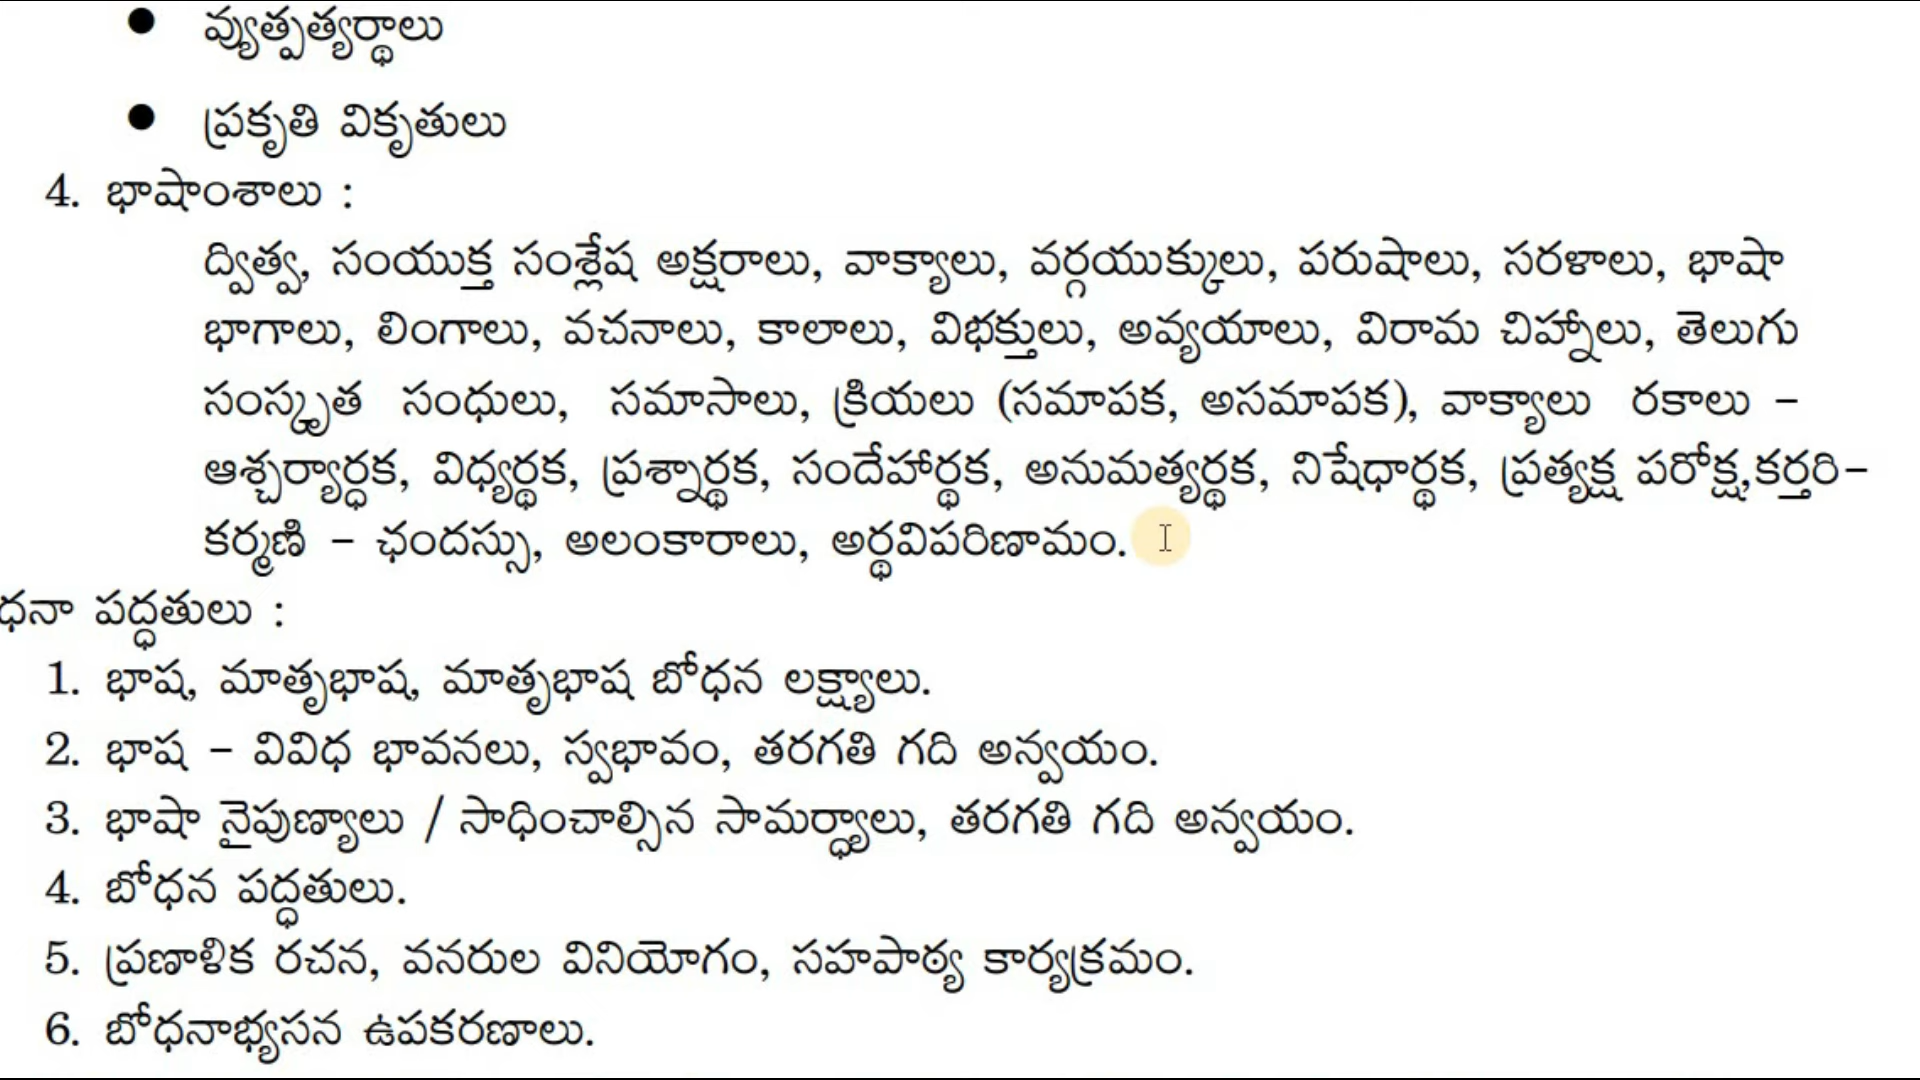 ● వ్యుత్పత్యర్థాలు
● ప్రకృతి వికృతులు
4. భాషాంశాలు :
ద్విత్వ, సంయుక్త సంశ్లేష అక్షరాలు, వాక్యాలు, వర్గయుక్కులు, పరుషాలు, సరళాలు, భాషా
భాగాలు, లింగాలు, వచనాలు, కాలాలు, విభక్తులు, అవ్యయాలు, విరామ చిహ్నాలు, తెలుగు
సంస్కృత సంధులు, సమాసాలు, క్రియలు (సమాపక, అసమాపక), వాక్యాలు రకాలు –
ఆశ్చర్యార్ధక, విధ్యర్థక, ప్రశ్నార్థక, సందేహార్థక, అనుమత్యర్థక, నిషేధార్థక, ప్రత్యక్ష పరోక్ష,కర్తరి–
కర్మణి – ఛందస్సు, అలంకారాలు, అర్థవిపరిణామం.
ధనా పద్ధతులు :
1. భాష, మాతృభాష, మాతృభాష బోధన లక్ష్యాలు.
2. భాష – వివిధ భావనలు, స్వభావం, తరగతి గది అన్వయం.
3. భాషా నైపుణ్యాలు / సాధించాల్సిన సామర్ధ్యాలు, తరగతి గది అన్వయం.
4. బోధన పద్ధతులు.
5. ప్రణాళిక రచన, వనరుల వినియోగం, సహపాఠ్య కార్యక్రమం.
6. బోధనాభ్యసన ఉపకరణాలు.